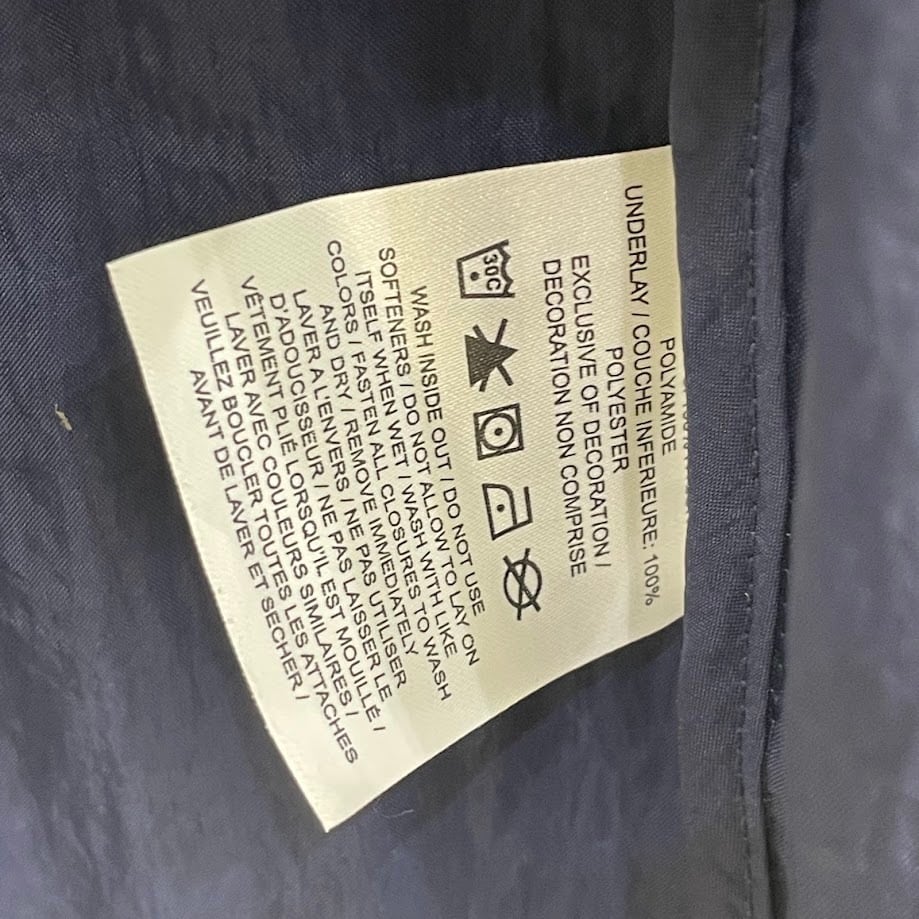 POLYAMIDE
UNDERLAY / COUCHE INFERIEURE: 100%
POLYESTER
EXCLUSIVE OF DECORATION /
DECORATION NON COMPRISE
30C
WASH INSIDE OUT / DO NOT USE
SOFTENERS / DO NOT ALLOW TO LAY ON
ITSELF WHEN WET / WASH WITH LIKE
COLORS / FASTEN ALL CLOSURES TO WASH
AND DRY / REMOVE IMMEDIATELY
LAVER A L'ENVERS / NE PAS UTILISER
D'ADOUCISSEUR / NE PAS LAISSER LE
VÊTEMENT PLIÉ LORSQU'IL EST MOUILLÉ /
LAVER AVEC COULEURS SIMILAIRES /
VEUILLEZ BOUCLER TOUTES LES ATTACHES
AVANT DE LAVER ET SECHER /